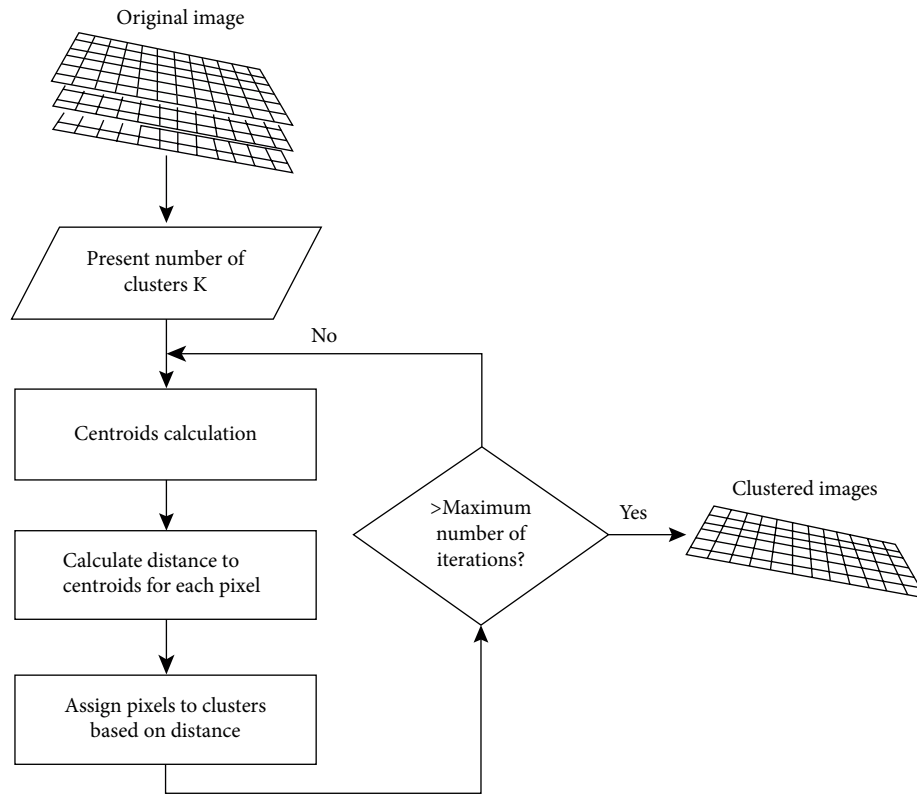 Original image
Present number of
clusters K
No
Centroids calculation
Calculate distance to
centroids for each pixel
Assign pixels to clusters
based on distance
>Maximum
number of
iterations?
Yes
Clustered images